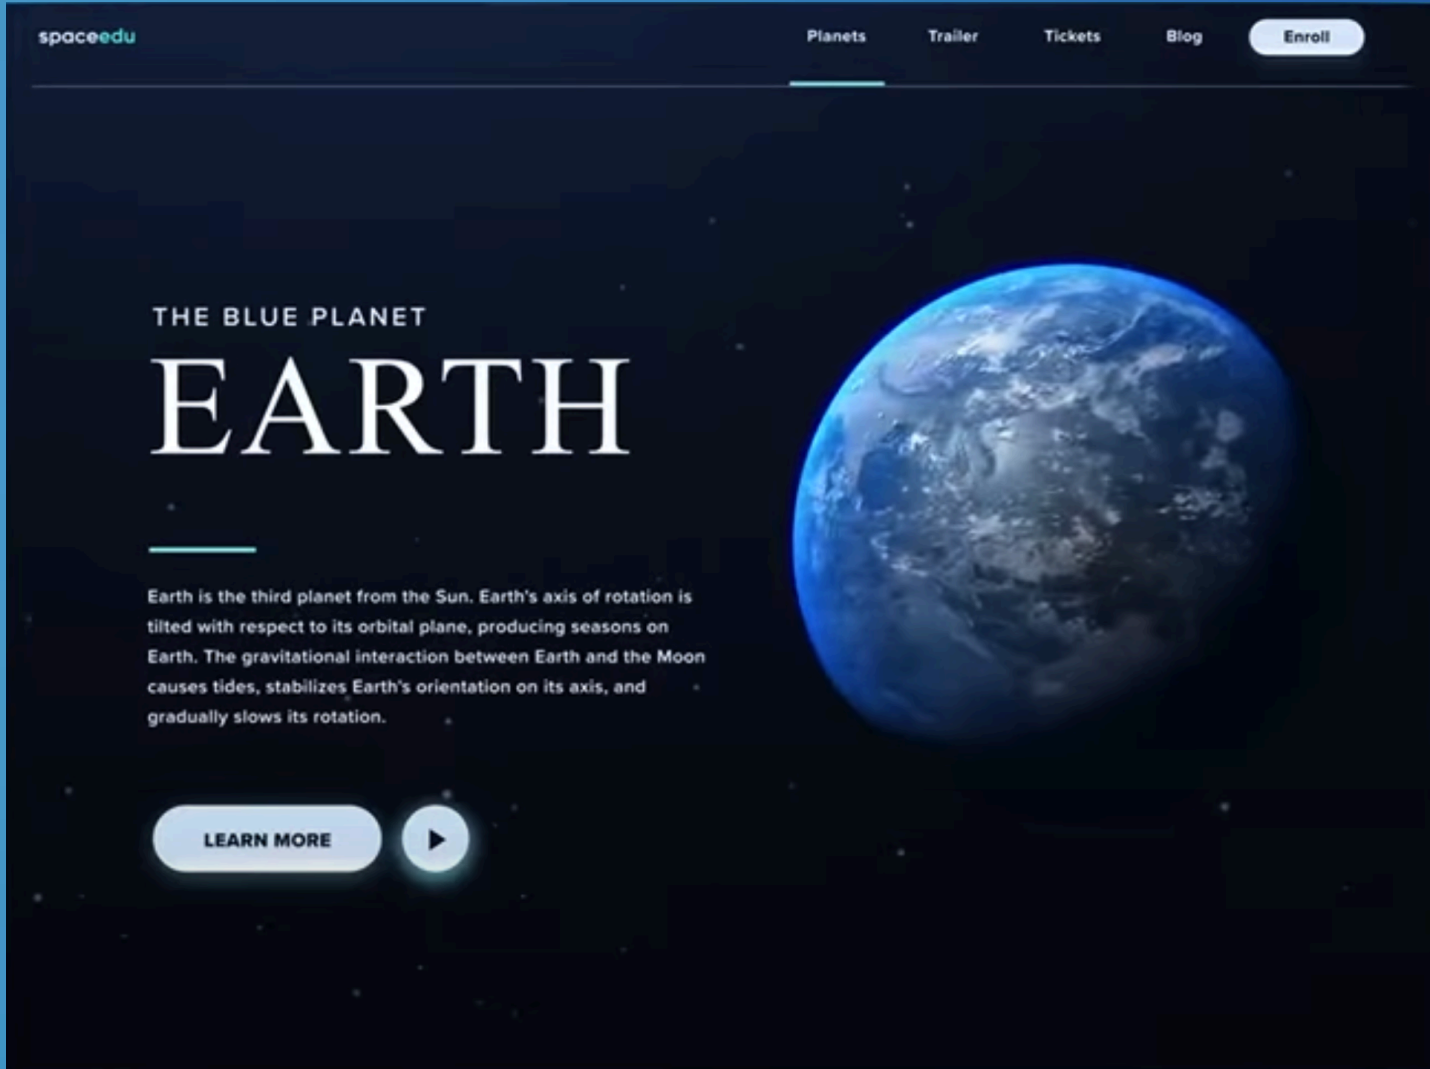 spaceedu
Planets Trailer Tickets Blog Enroll
THE BLUE PLANET
EARTH
Earth is the third planet from the Sun. Earth's axis of rotation is
tilted with respect to its orbital plane, producing seasons on
Earth. The gravitational interaction between Earth and the Moon
causes tides, stabilizes Earth's orientation on its axis, and
gradually slows its rotation.
LEARN MORE